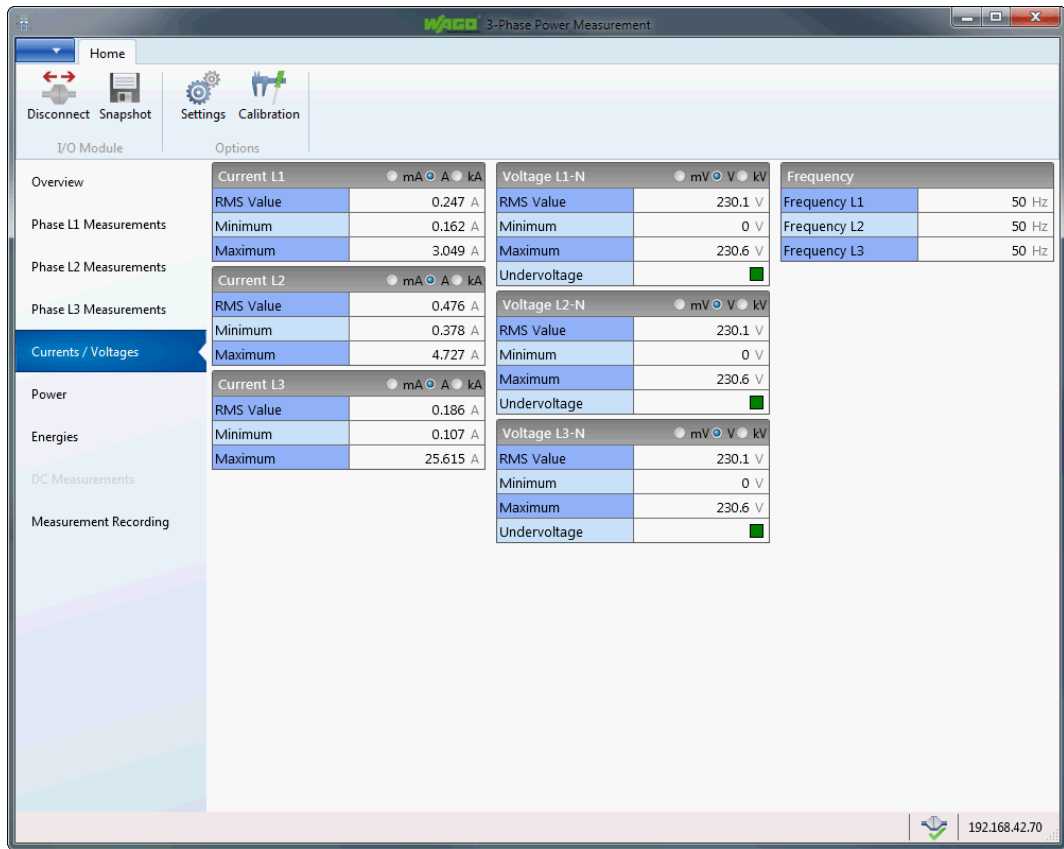 WAGO 3-Phase Power Measurement
Home
Disconnect Snapshot Settings Calibration
I/O Module Options
Overview
Phase L1 Measurements
Phase L2 Measurements
Phase L3 Measurements
Currents / Voltages
Power
Energies
DC Measurements
Measurement Recording
Current L1 mA A kA
RMS Value 0.247 A
Minimum 0.162 A
Maximum 3.049 A
Current L2 mA A kA
RMS Value 0.476 A
Minimum 0.378 A
Maximum 4.727 A
Current L3 mA A kA
RMS Value 0.186 A
Minimum 0.107 A
Maximum 25.615 A
Voltage L1-N mV V kV
RMS Value 230.1 V
Minimum 0 V
Maximum 230.6 V
Undervoltage
Voltage L2-N mV V kV
RMS Value 230.1 V
Minimum 0 V
Maximum 230.6 V
Undervoltage
Voltage L3-N mV V kV
RMS Value 230.1 V
Minimum 0 V
Maximum 230.6 V
Undervoltage
Frequency
Frequency L1 50 Hz
Frequency L2 50 Hz
Frequency L3 50 Hz
192.168.42.70